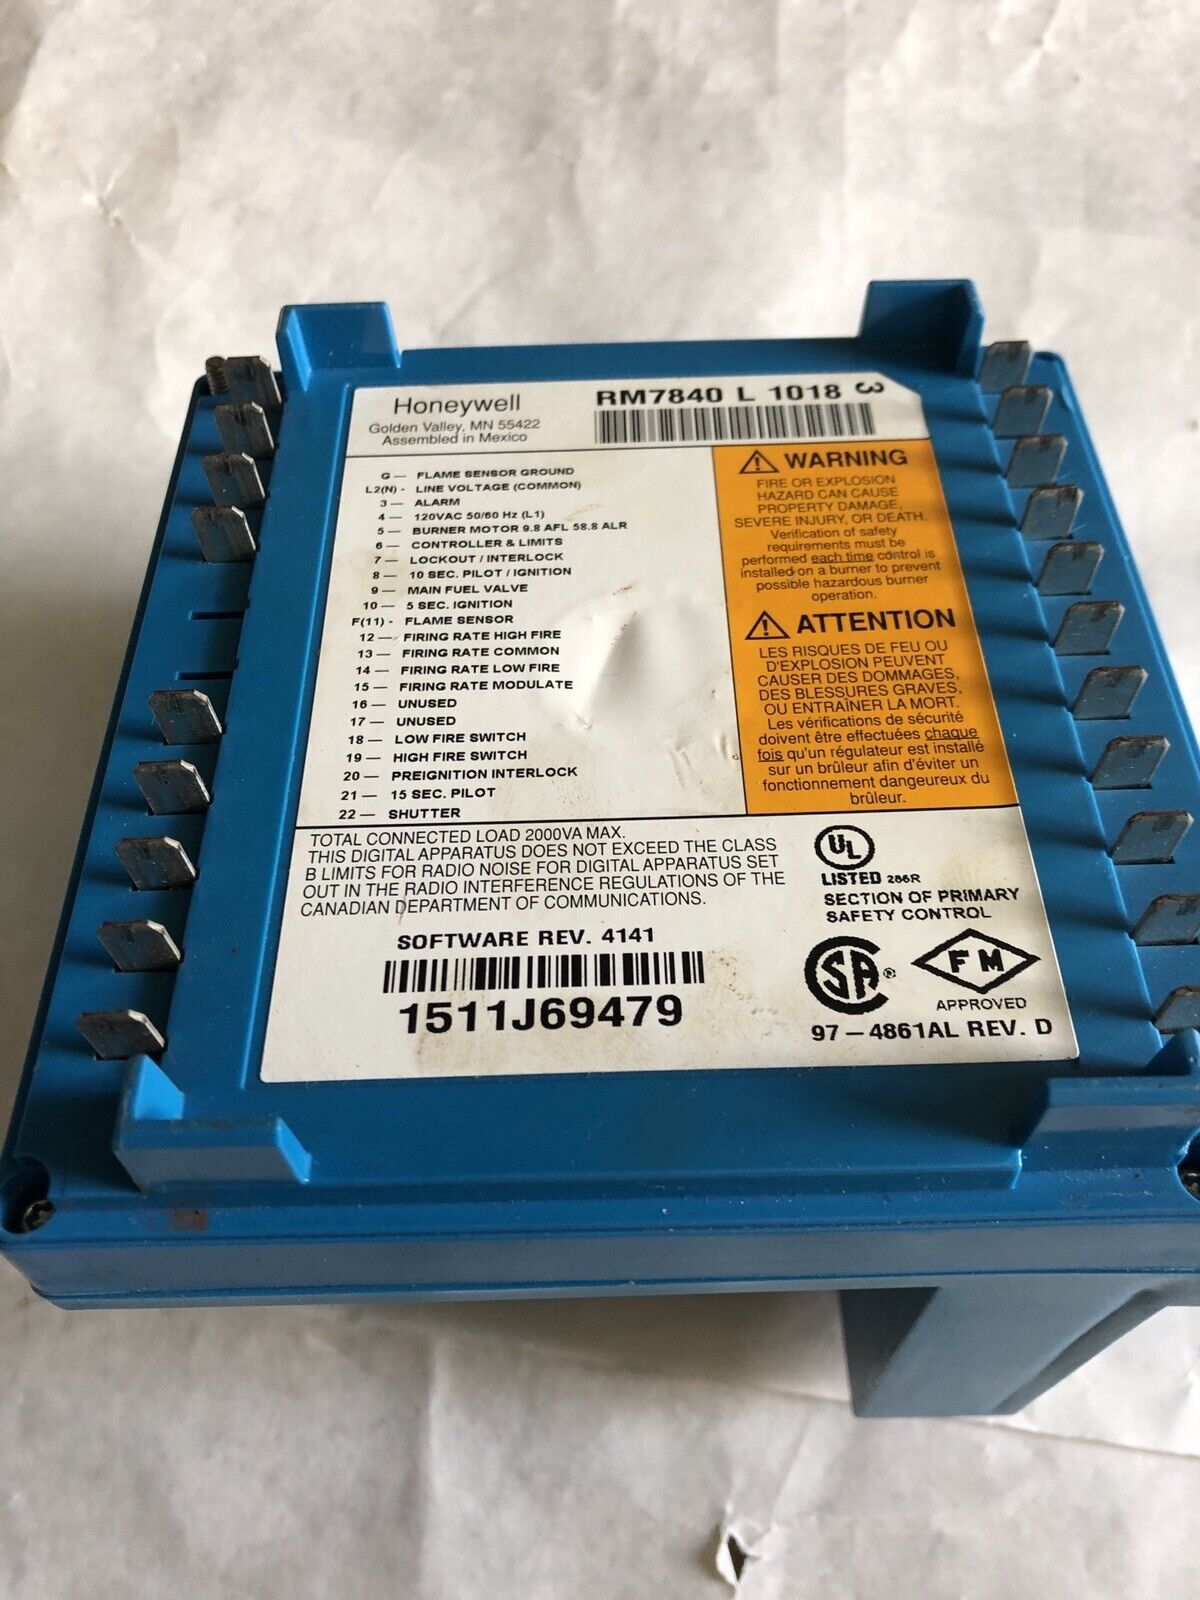 Honeywell
Golden Valley, MN 55422
Assembled in Mexico
RM7840 L 1018 3
G — FLAME SENSOR GROUND
L2(N) - LINE VOLTAGE (COMMON)
3 — ALARM
4 — 120VAC 50/60 Hz (L1)
5 — BURNER MOTOR 9.8 AFL 58.8 ALR
6 — CONTROLLER & LIMITS
7 — LOCKOUT / INTERLOCK
8 — 10 SEC. PILOT / IGNITION
9 — MAIN FUEL VALVE
10 — 5 SEC. IGNITION
F(11) - FLAME SENSOR
12 — FIRING RATE HIGH FIRE
13 — FIRING RATE COMMON
14 — FIRING RATE LOW FIRE
15 — FIRING RATE MODULATE
16 — UNUSED
17 — UNUSED
18 — LOW FIRE SWITCH
19 — HIGH FIRE SWITCH
20 — PREIGNITION INTERLOCK
21 — 15 SEC. PILOT
22 — SHUTTER
WARNING
FIRE OR EXPLOSION
HAZARD CAN CAUSE
PROPERTY DAMAGE,
SEVERE INJURY, OR DEATH.
Verification of safety
requirements must be
performed each time control is
installed on a burner to prevent
possible hazardous burner
operation.
ATTENTION
LES RISQUES DE FEU OU
D'EXPLOSION PEUVENT
CAUSER DES DOMMAGES,
DES BLESSURES GRAVES,
OU ENTRAÎNER LA MORT.
Les vérifications de sécurité
doivent être effectuées chaque
fois qu'un régulateur est installé
sur un brûleur afin d'éviter un
fonctionnement dangeureux du
brûleur.
TOTAL CONNECTED LOAD 2000VA MAX.
THIS DIGITAL APPARATUS DOES NOT EXCEED THE CLASS
B LIMITS FOR RADIO NOISE FOR DIGITAL APPARATUS SET
OUT IN THE RADIO INTERFERENCE REGULATIONS OF THE
CANADIAN DEPARTMENT OF COMMUNICATIONS.
SOFTWARE REV. 4141
1511J69479
UL
LISTED 286R
SECTION OF PRIMARY
SAFETY CONTROL
SA ®
FM
APPROVED
97-4861AL REV. D